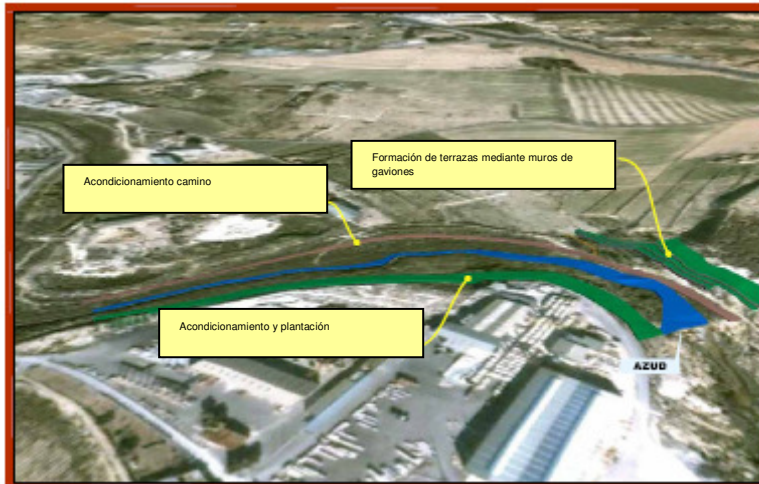 Formación de terrazas mediante muros de
gaviones
Acondicionamiento camino
Acondicionamiento y plantación
AZUD